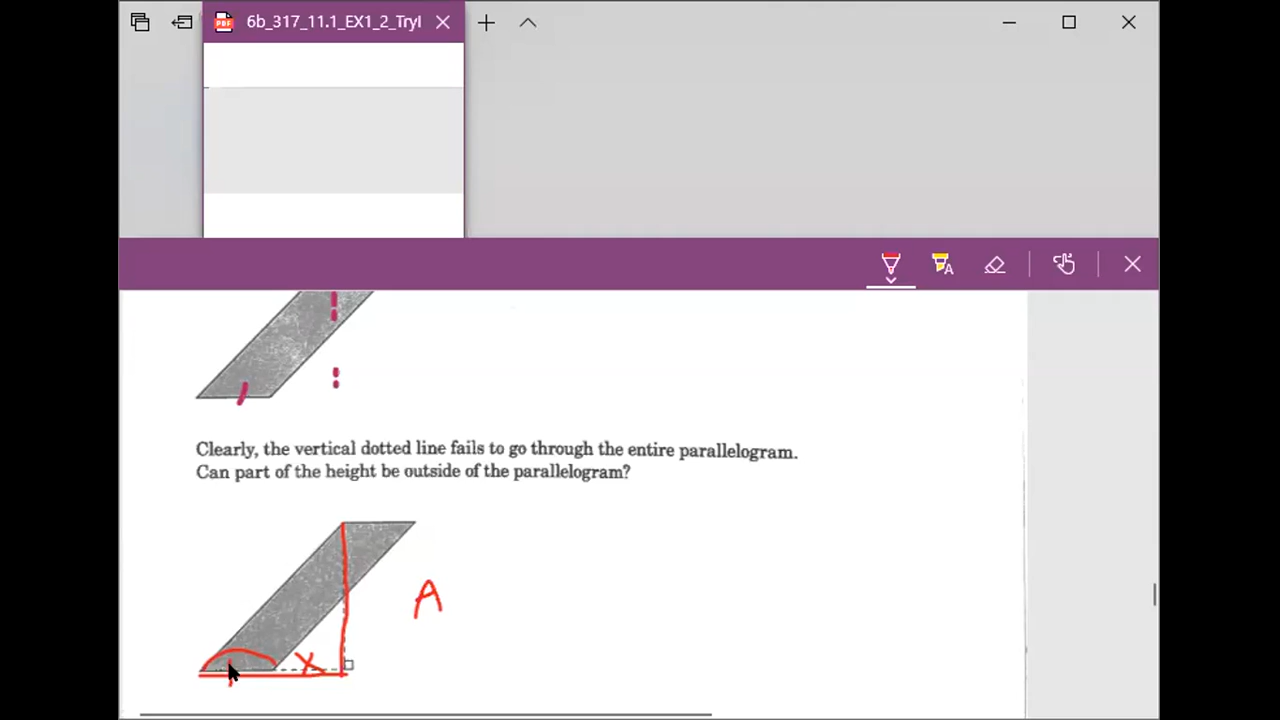 6b_317_11.1_EX1_2_Tryl
Clearly, the vertical dotted line fails to go through the entire parallelogram.
Can part of the height be outside of the parallelogram?
A
X